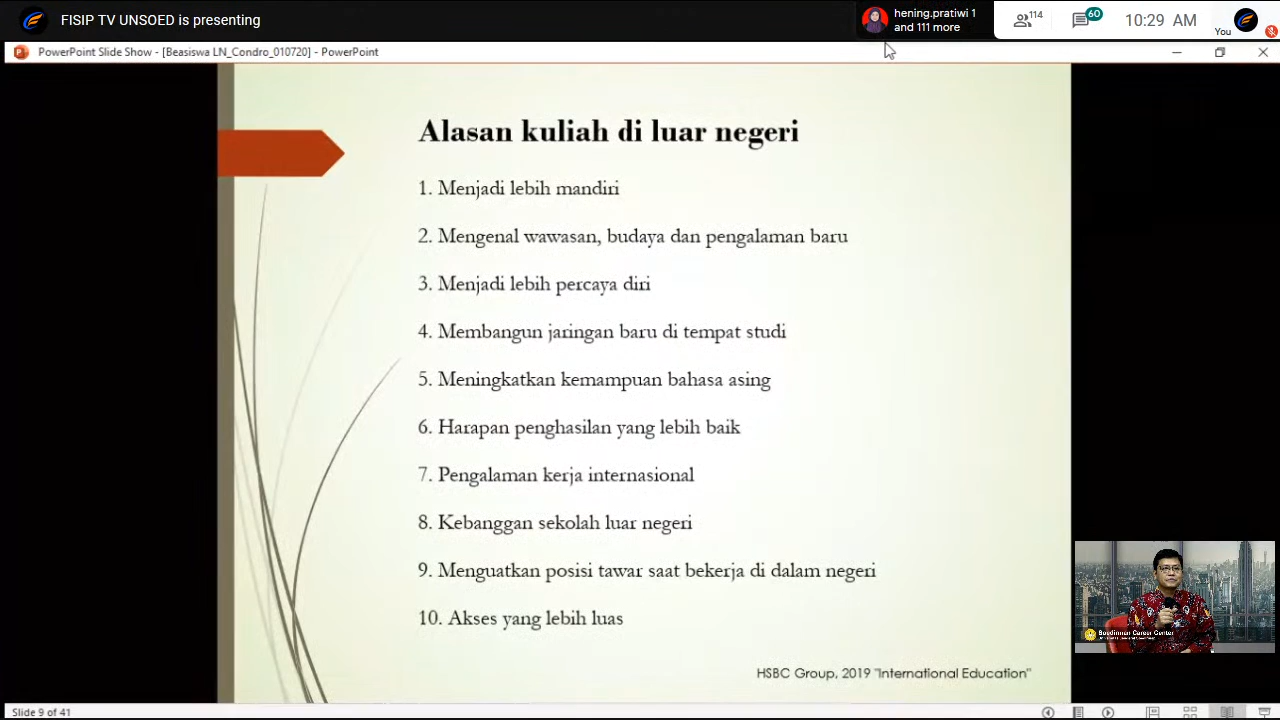 FISIP TV UNSOED is presenting
hening.pratiwi 1
and 111 more
114
60
10:29 AM
You
PowerPoint Slide Show - [Beasiswa LN_Condro_010720] - PowerPoint
Alasan kuliah di luar negeri
1. Menjadi lebih mandiri
2. Mengenal wawasan, budaya dan pengalaman baru
3. Menjadi lebih percaya diri
4. Membangun jaringan baru di tempat studi
5. Meningkatkan kemampuan bahasa asing
6. Harapan penghasilan yang lebih baik
7. Pengalaman kerja internasional
8. Kebanggan sekolah luar negeri
9. Menguatkan posisi tawar saat bekerja di dalam negeri
10. Akses yang lebih luas
HSBC Group, 2019 "International Education"
Soedirman Career Center
Slide 9 of 41